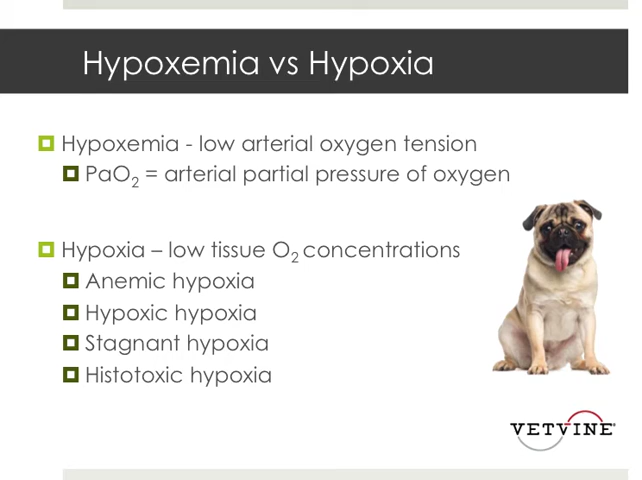 Hypoxemia vs Hypoxia
Hypoxemia - low arterial oxygen tension
PaO₂ = arterial partial pressure of oxygen
Hypoxia – low tissue O₂ concentrations
Anemic hypoxia
Hypoxic hypoxia
Stagnant hypoxia
Histotoxic hypoxia
VETVINE